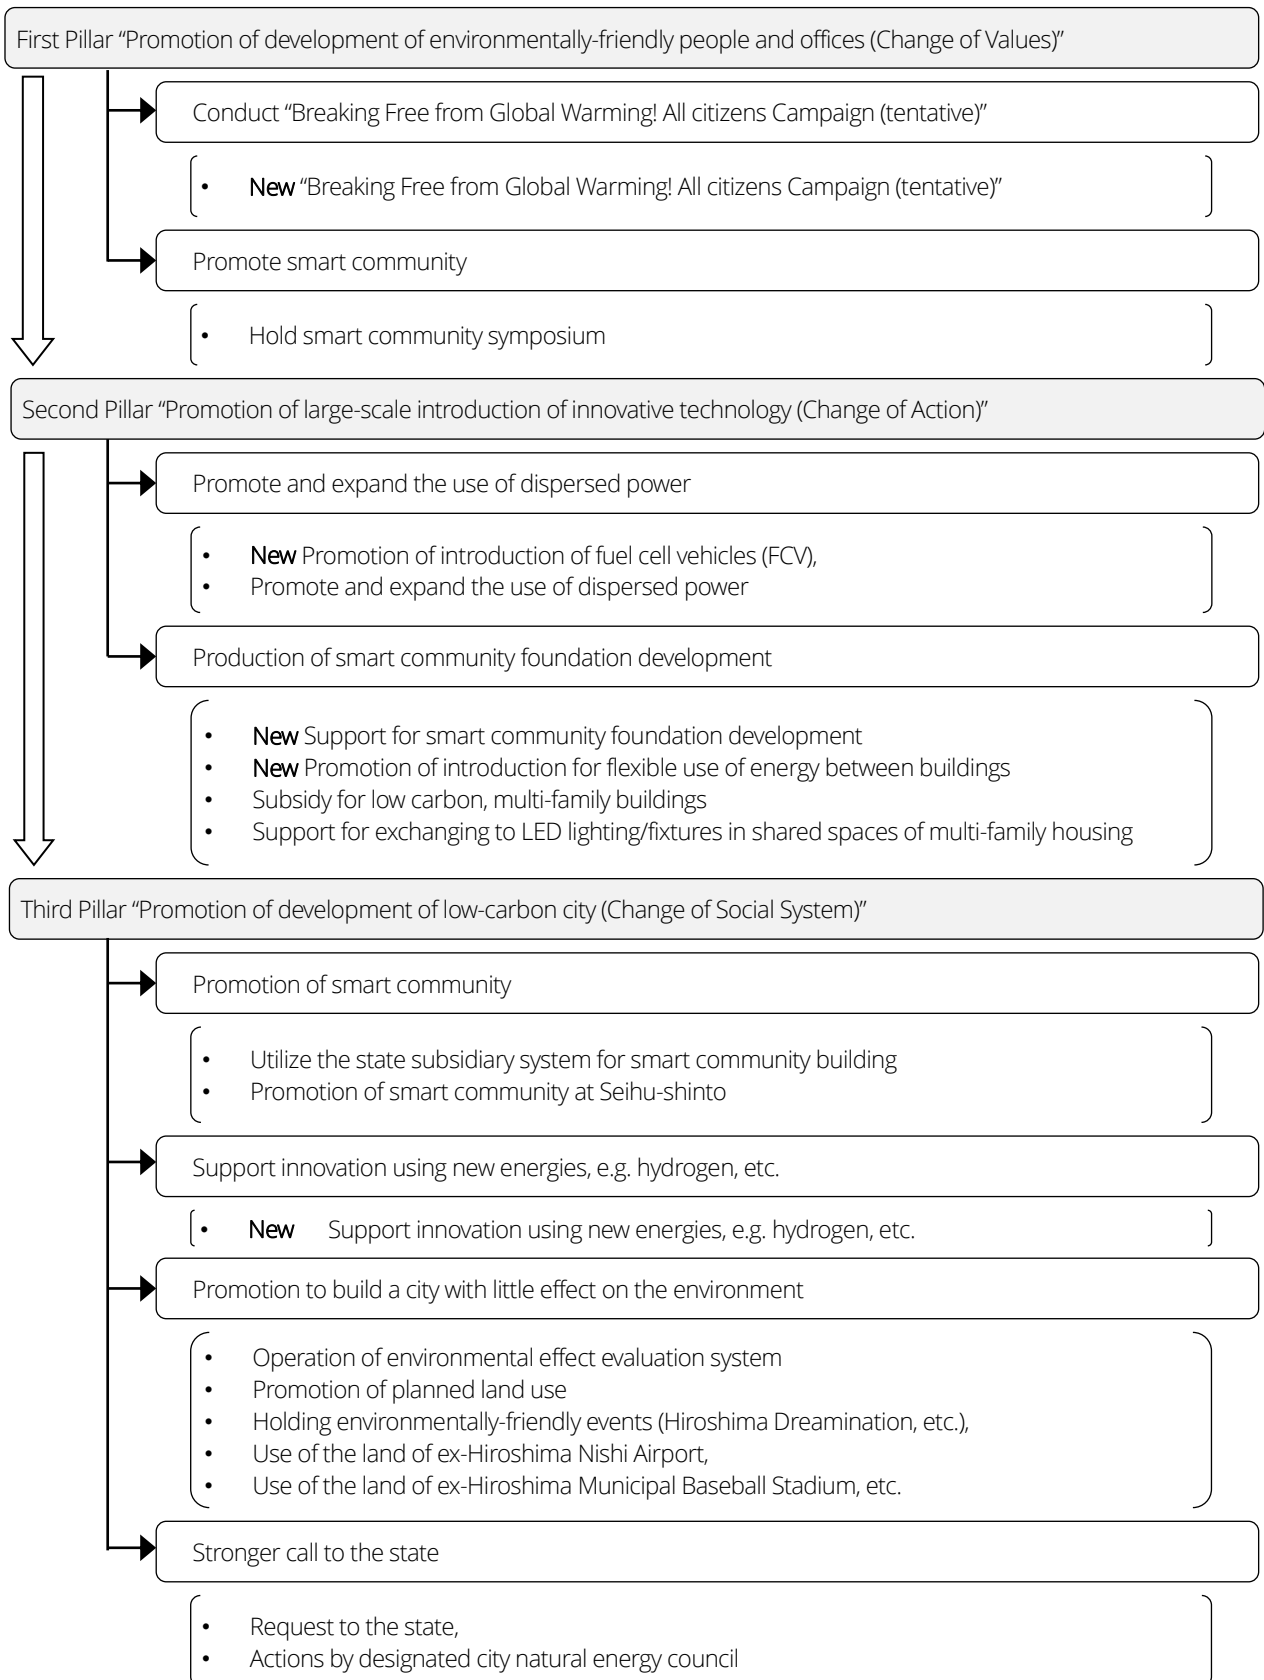 First Pillar “Promotion of development of environmentally-friendly people and offices (Change of Values)”
Conduct “Breaking Free from Global Warming! All citizens Campaign (tentative)”
• New “Breaking Free from Global Warming! All citizens Campaign (tentative)”
Promote smart community
• Hold smart community symposium
Second Pillar “Promotion of large-scale introduction of innovative technology (Change of Action)”
Promote and expand the use of dispersed power
• New Promotion of introduction of fuel cell vehicles (FCV),
• Promote and expand the use of dispersed power
Production of smart community foundation development
• New Support for smart community foundation development
• New Promotion of introduction for flexible use of energy between buildings
• Subsidy for low carbon, multi-family buildings
• Support for exchanging to LED lighting/fixtures in shared spaces of multi-family housing
Third Pillar “Promotion of development of low-carbon city (Change of Social System)”
Promotion of smart community
• Utilize the state subsidiary system for smart community building
• Promotion of smart community at Seihu-shinto
Support innovation using new energies, e.g. hydrogen, etc.
• New Support innovation using new energies, e.g. hydrogen, etc.
Promotion to build a city with little effect on the environment
• Operation of environmental effect evaluation system
• Promotion of planned land use
• Holding environmentally-friendly events (Hiroshima Dreamination, etc.),
• Use of the land of ex-Hiroshima Nishi Airport,
• Use of the land of ex-Hiroshima Municipal Baseball Stadium, etc.
Stronger call to the state
• Request to the state,
• Actions by designated city natural energy council